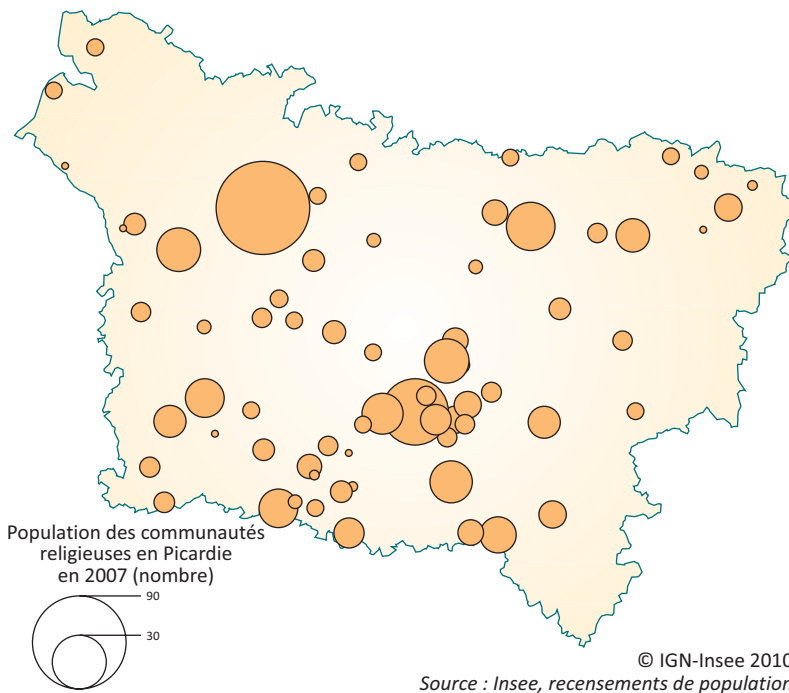 Population des communautés
religieuses en Picardie
en 2007 (nombre)
90
30
© IGN-Insee 2010
Source : Insee, recensements de population